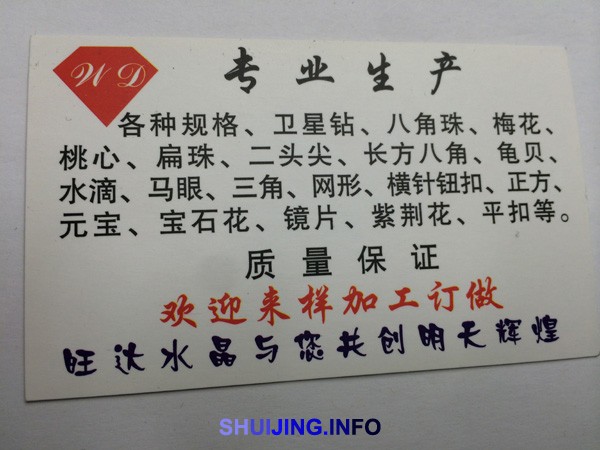 WD
专业生产
各种规格、卫星钻、八角珠、梅花、
桃心、扁珠、二头尖、长方八角、龟贝、
水滴、马眼、三角、网形、横针钮扣、正方、
元宝、宝石花、镜片、紫荆花、平扣等。
质量保证
欢迎来样加工订做
旺达水晶与您共创明天辉煌
SHUIJING.INFO